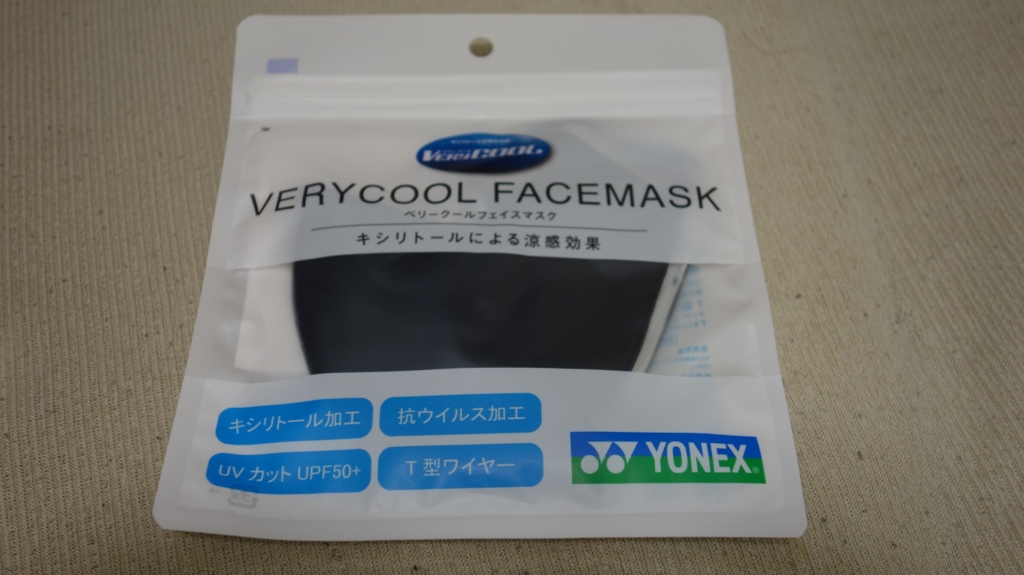 VERYCOOL
VERYCOOL FACEMASK
ベリークールフェイスマスク
キシリトールによる涼感効果
キシリトール加工
抗ウイルス加工
UV カット UPF50+
T 型ワイヤー
YONEX